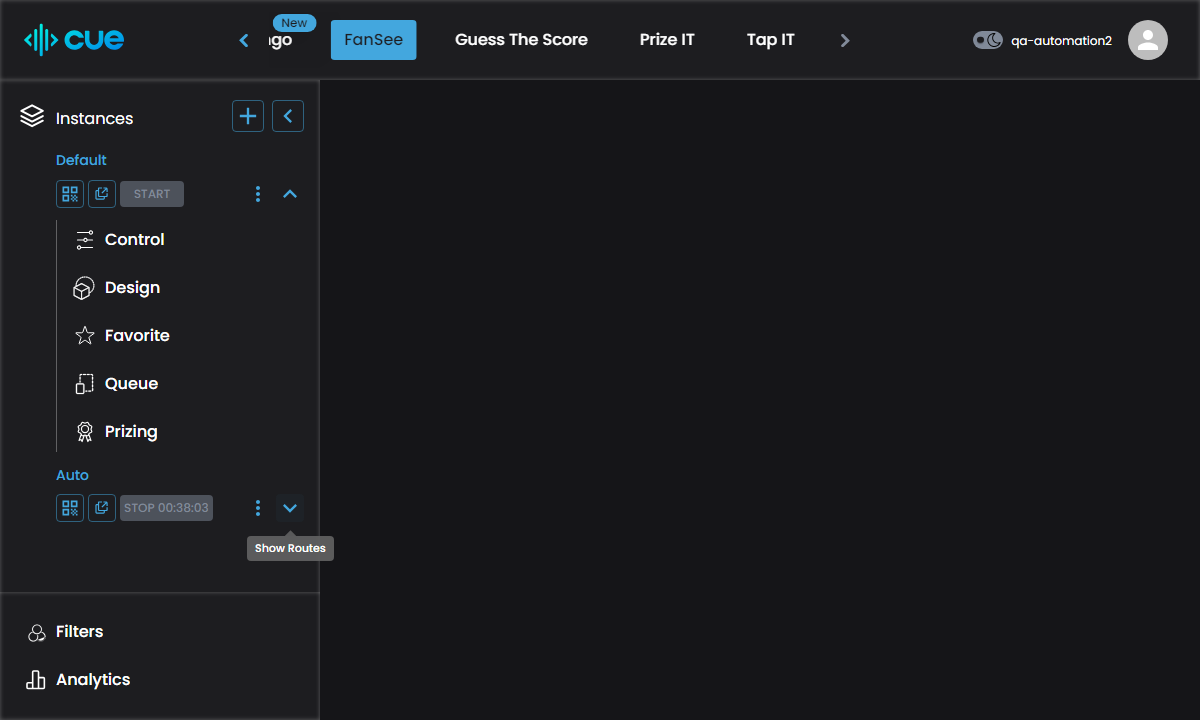 cue
New
FanSee
Guess The Score
Prize IT
Tap IT
qa-automation2
Instances
Default
START
Control
Design
Favorite
Queue
Prizing
Auto
STOP 00:38:03
Show Routes
Filters
Analytics